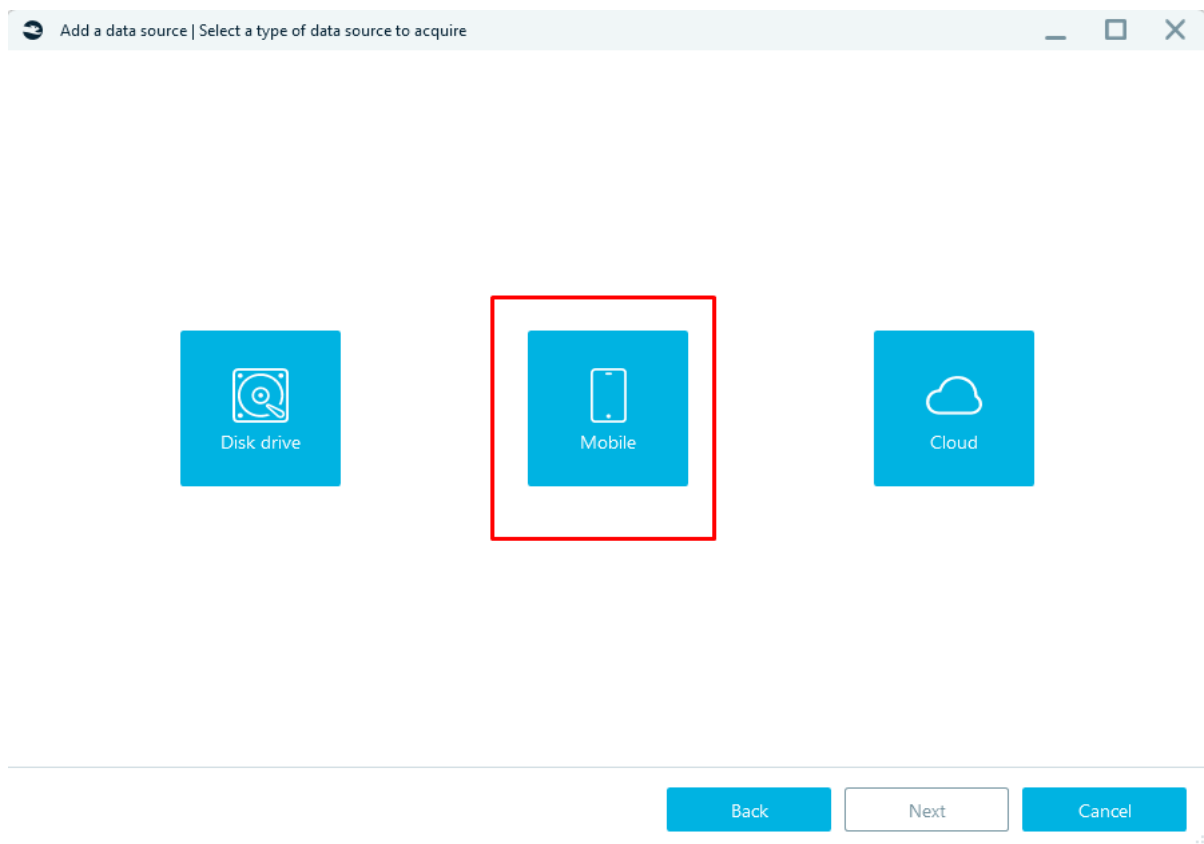 Add a data source | Select a type of data source to acquire
Disk drive
Mobile
Cloud
Back
Next
Cancel